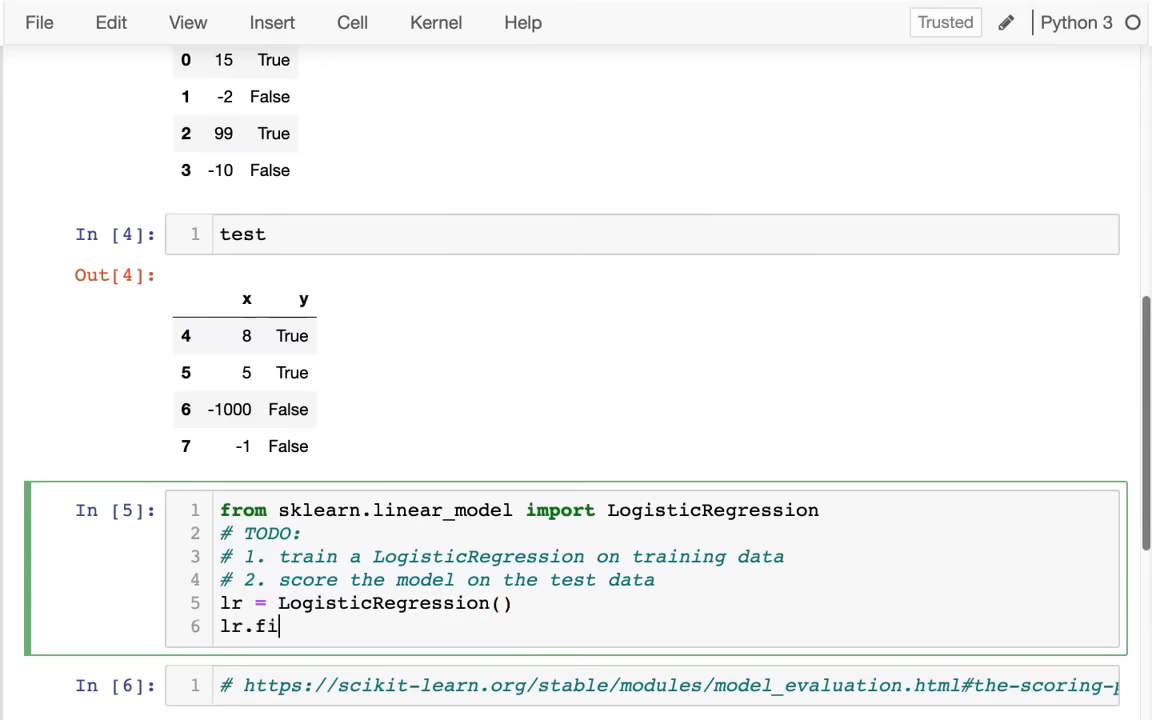 File Edit View Insert Cell Kernel Help Trusted Python 3
0 15 True
1 -2 False
2 99 True
3 -10 False
In [4]: 1 test
Out[4]:
x y
4 8 True
5 5 True
6 -1000 False
7 -1 False
In [5]: 1 from sklearn.linear_model import LogisticRegression
2 # TODO:
3 # 1. train a LogisticRegression on training data
4 # 2. score the model on the test data
5 lr = LogisticRegression()
6 lr.fi
In [6]: 1 # https://scikit-learn.org/stable/modules/model_evaluation.html#the-scoring-p